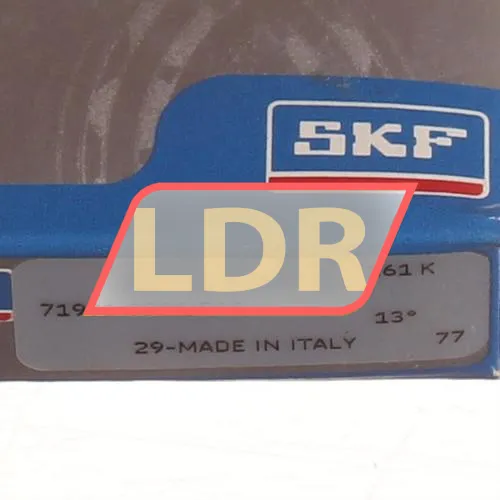 SKF
LDR
61 K
719
13°
29-MADE IN ITALY
77